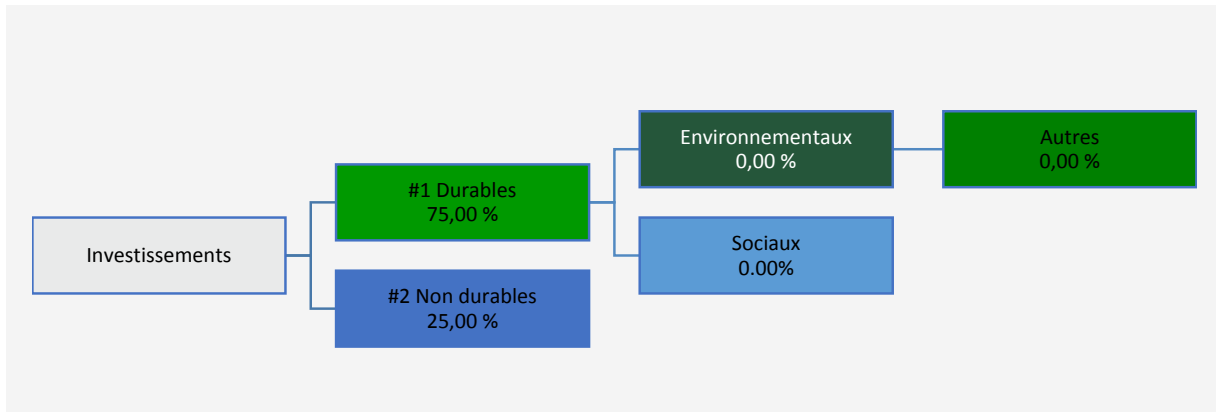 Investissements
#1 Durables
75,00 %
#2 Non durables
25,00 %
Environnementaux
0,00 %
Sociaux
0.00%
Autres
0,00 %